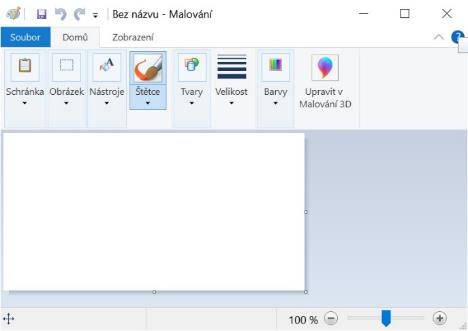 Bez názvu - Malování
Soubor Domů Zobrazení
Schránka Obrázek Nástroje Štětce Tvary Velikost Barvy Upravit v
Malování 3D
100 %